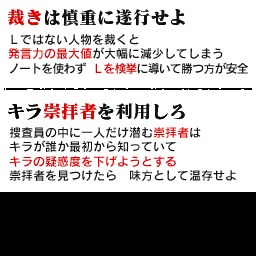 裁きは慎重に遂行せよ
Ｌではない人物を裁くと
発言力の最大値が大幅に減少してしまう
ノートを使わず　Ｌを検挙に導いて勝つ方が安全
キラ崇拝者を利用しろ
捜査員の中に一人だけ潜む崇拝者は
キラが誰か最初から知っていて
キラの疑惑度を下げようとする
崇拝者を見つけたら　味方として温存せよ